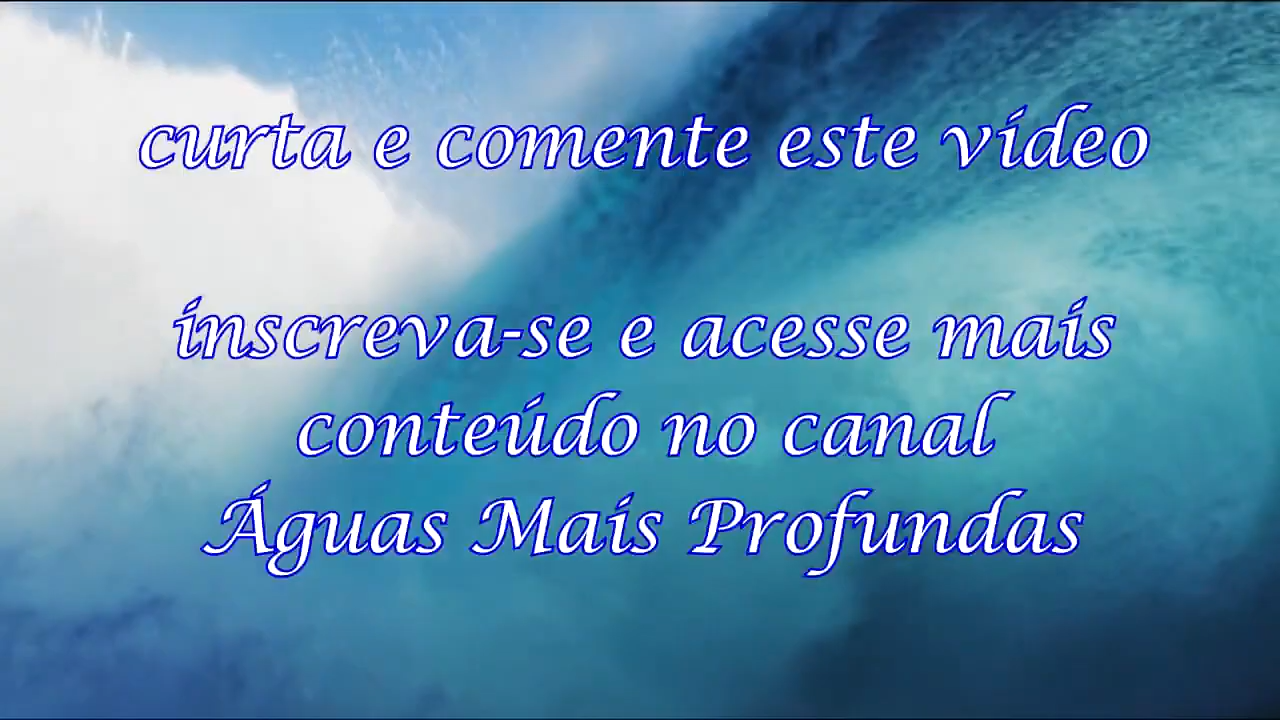 curta e comente este vídeo
inscreva-se e acesse mais
conteúdo no canal
Águas Mais Profundas